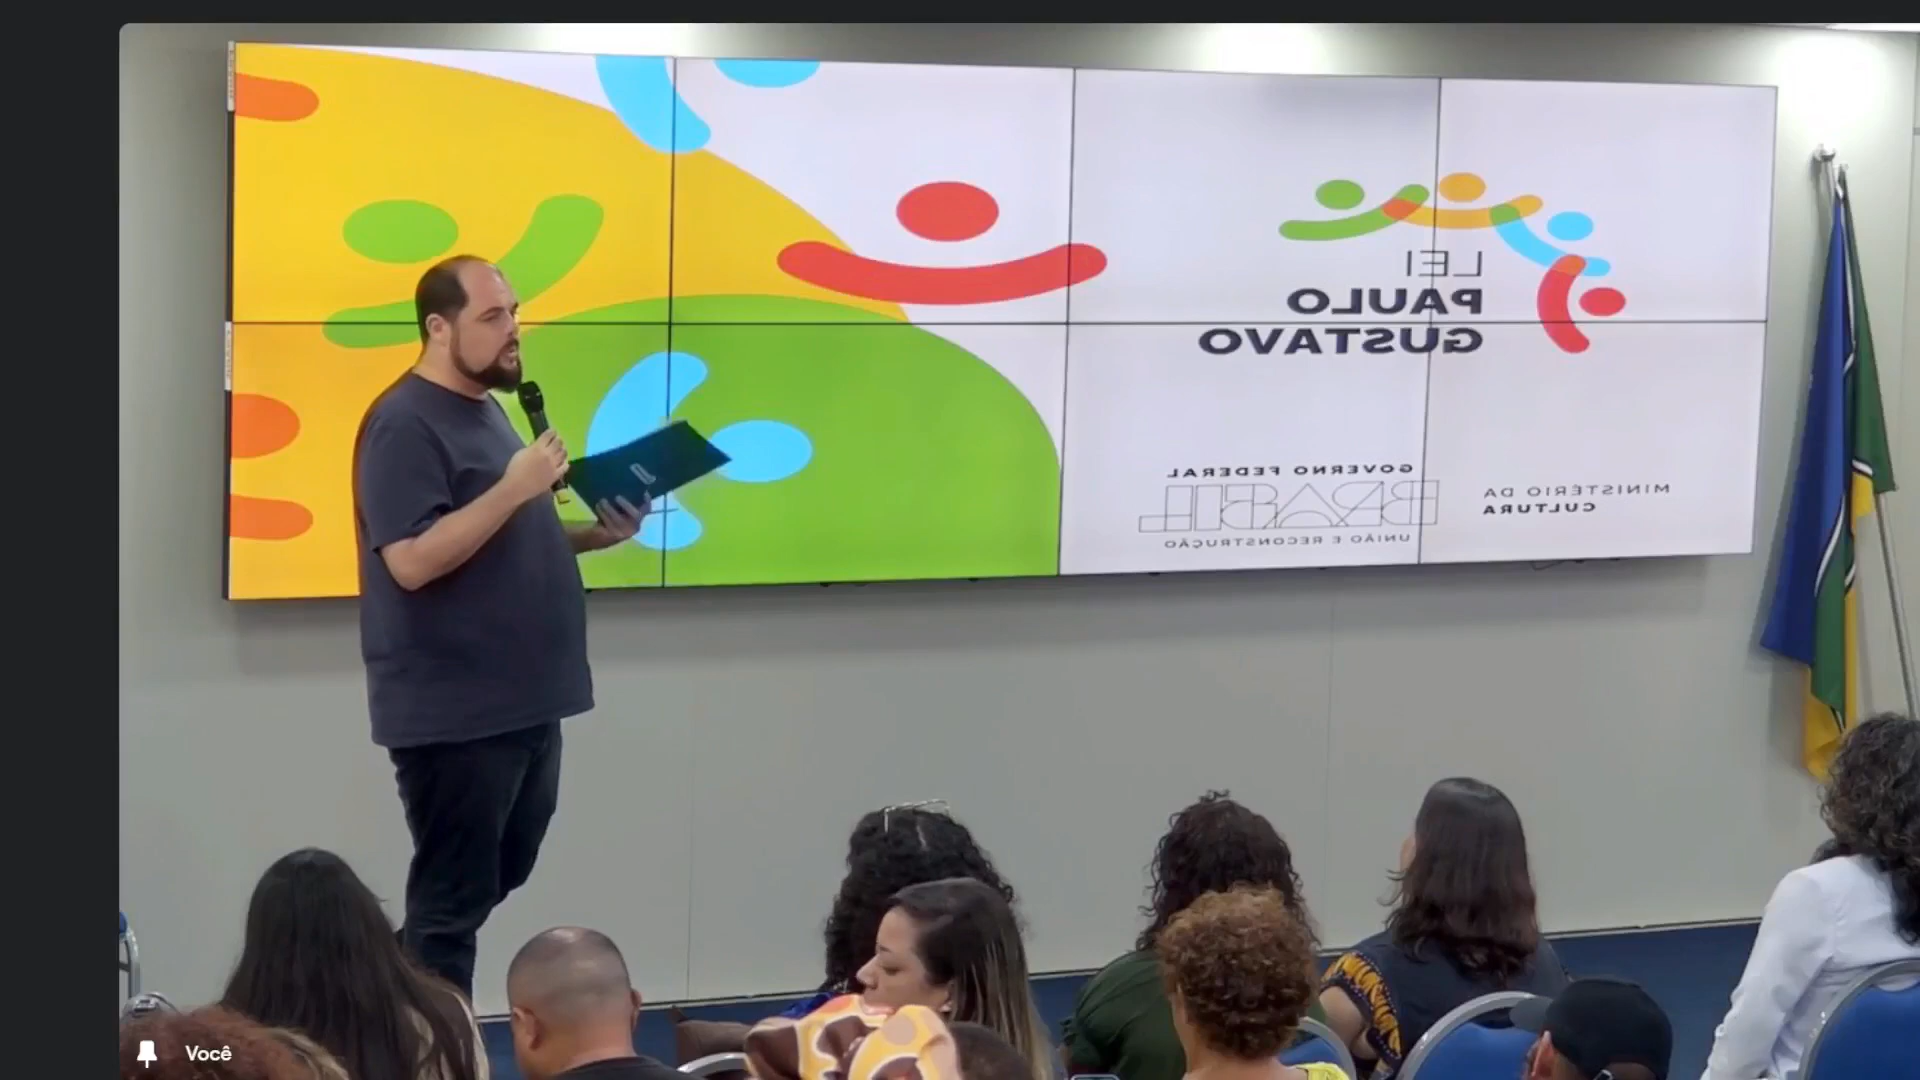 LEI
PAULO
GUSTAVO
GOVERNO FEDERAL
BRASIL
UNIÃO E RECONSTRUÇÃO
MINISTÉRIO DA
CULTURA
Você